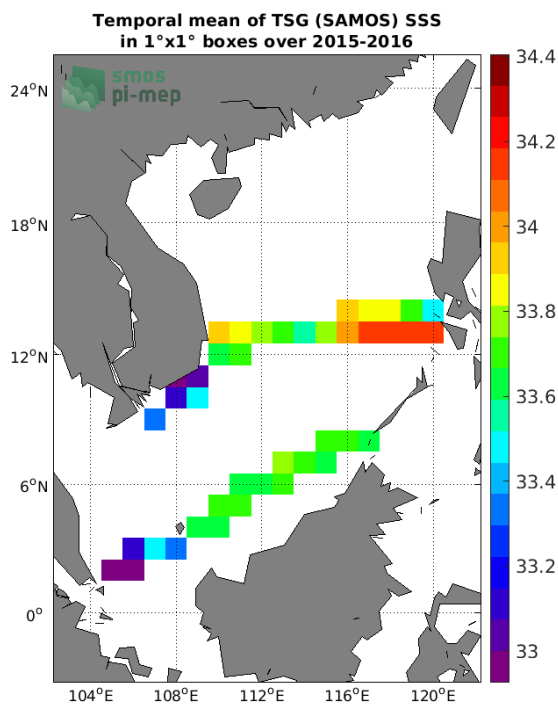 Temporal mean of TSG (SAMOS) SSS
in 1°x1° boxes over 2015-2016
smos
pi-mep
24°N
18°N
12°N
6°N
0°
104°E
108°E
112°E
116°E
120°E
34.4
34.2
34
33.8
33.6
33.4
33.2
33